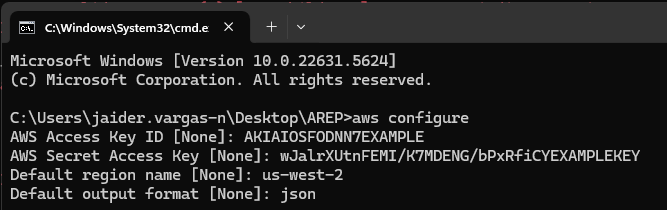 C:\Windows\System32\cmd.e
Microsoft Windows [Version 10.0.22631.5624]
(c) Microsoft Corporation. All rights reserved.
C:\Users\jaider.vargas-n\Desktop\AREP>aws configure
AWS Access Key ID [None]: AKIAIOSFODNN7EXAMPLE
AWS Secret Access Key [None]: wJalrXUtnFEMI/K7MDENG/bPxRfiCYEXAMPLEKEY
Default region name [None]: us-west-2
Default output format [None]: json